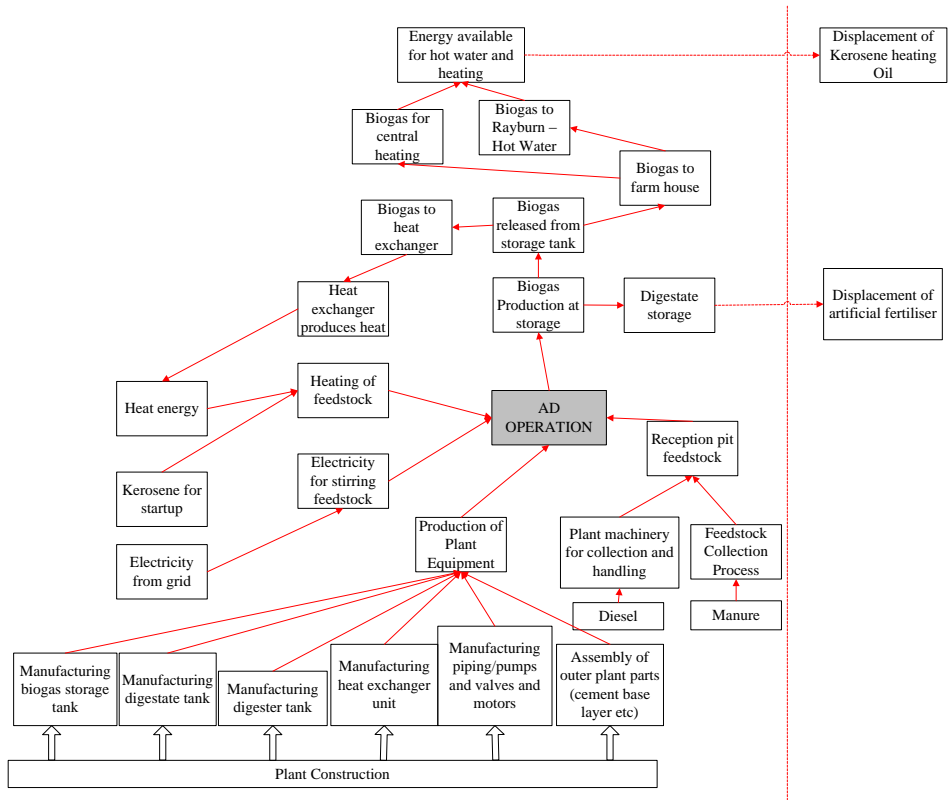 Energy available
for hot water and
heating
Displacement of
Kerosene heating
Oil
Biogas for
central
heating
Biogas to
Rayburn –
Hot Water
Biogas to
farm house
Biogas to
heat
exchanger
Biogas
released from
storage tank
Heat
exchanger
produces heat
Biogas
Production at
storage
Digestate
storage
Displacement of
artificial fertiliser
Heat energy
Heating of
feedstock
AD
OPERATION
Reception pit
feedstock
Kerosene for
startup
Electricity
for stirring
feedstock
Electricity
from grid
Production of
Plant
Equipment
Plant machinery
for collection and
handling
Feedstock
Collection
Process
Diesel
Manure
Manufacturing
biogas storage
tank
Manufacturing
digestate tank
Manufacturing
digester tank
Manufacturing
heat exchanger
unit
Manufacturing
piping/pumps
and valves and
motors
Assembly of
outer plant parts
(cement base
layer etc)
Plant Construction